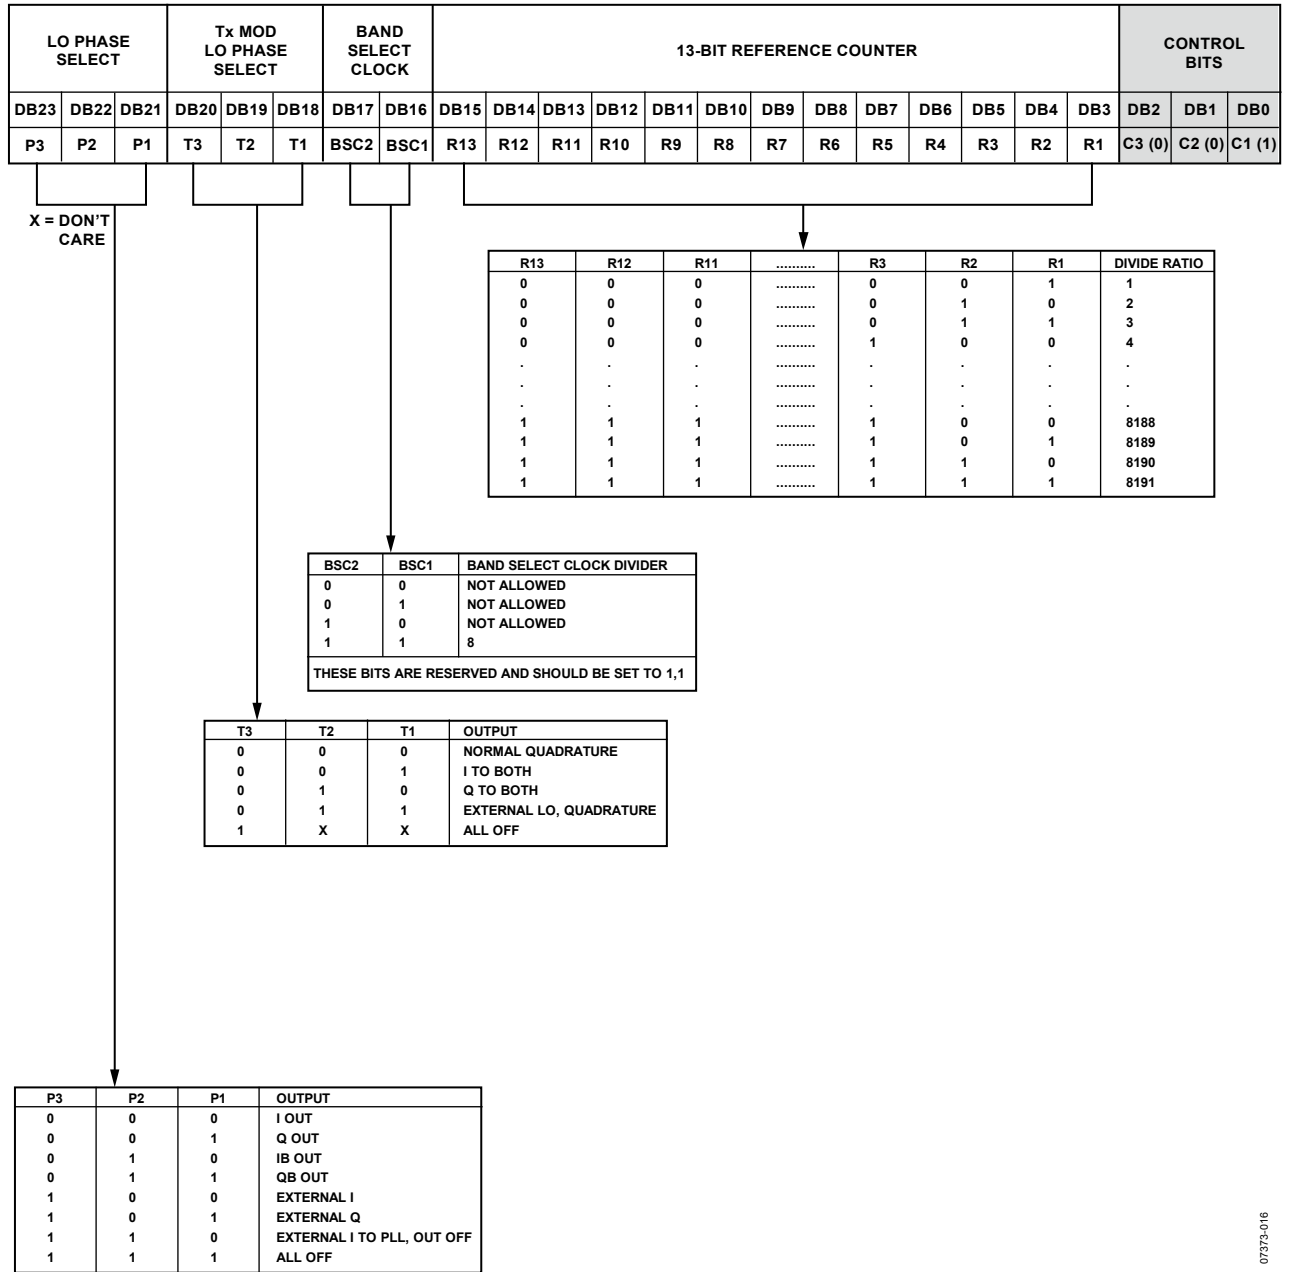 LO PHASE
SELECT
Tx MOD
LO PHASE
SELECT
BAND
SELECT
CLOCK
13-BIT REFERENCE COUNTER
CONTROL
BITS
DB23 DB22 DB21 DB20 DB19 DB18 DB17 DB16 DB15 DB14 DB13 DB12 DB11 DB10 DB9 DB8 DB7 DB6 DB5 DB4 DB3 DB2 DB1 DB0
P3 P2 P1 T3 T2 T1 BSC2 BSC1 R13 R12 R11 R10 R9 R8 R7 R6 R5 R4 R3 R2 R1 C3 (0) C2 (0) C1 (1)
X = DON'T
CARE
R13 R12 R11 .......... R3 R2 R1 DIVIDE RATIO
0 0 0 .......... 0 0 1 1
0 0 0 .......... 0 1 0 2
0 0 0 .......... 0 1 1 3
0 0 0 .......... 1 0 0 4
. . . .......... . . . .
. . . .......... . . . .
. . . .......... . . . .
1 1 1 .......... 1 0 0 8188
1 1 1 .......... 1 0 1 8189
1 1 1 .......... 1 1 0 8190
1 1 1 .......... 1 1 1 8191
BSC2 BSC1 BAND SELECT CLOCK DIVIDER
0 0 NOT ALLOWED
0 1 NOT ALLOWED
1 0 NOT ALLOWED
1 1 8
THESE BITS ARE RESERVED AND SHOULD BE SET TO 1,1
T3 T2 T1 OUTPUT
0 0 0 NORMAL QUADRATURE
0 0 1 I TO BOTH
0 1 0 Q TO BOTH
0 1 1 EXTERNAL LO, QUADRATURE
1 X X ALL OFF
P3 P2 P1 OUTPUT
0 0 0 I OUT
0 0 1 Q OUT
0 1 0 IB OUT
0 1 1 QB OUT
1 0 0 EXTERNAL I
1 0 1 EXTERNAL Q
1 1 0 EXTERNAL I TO PLL, OUT OFF
1 1 1 ALL OFF
07373-016